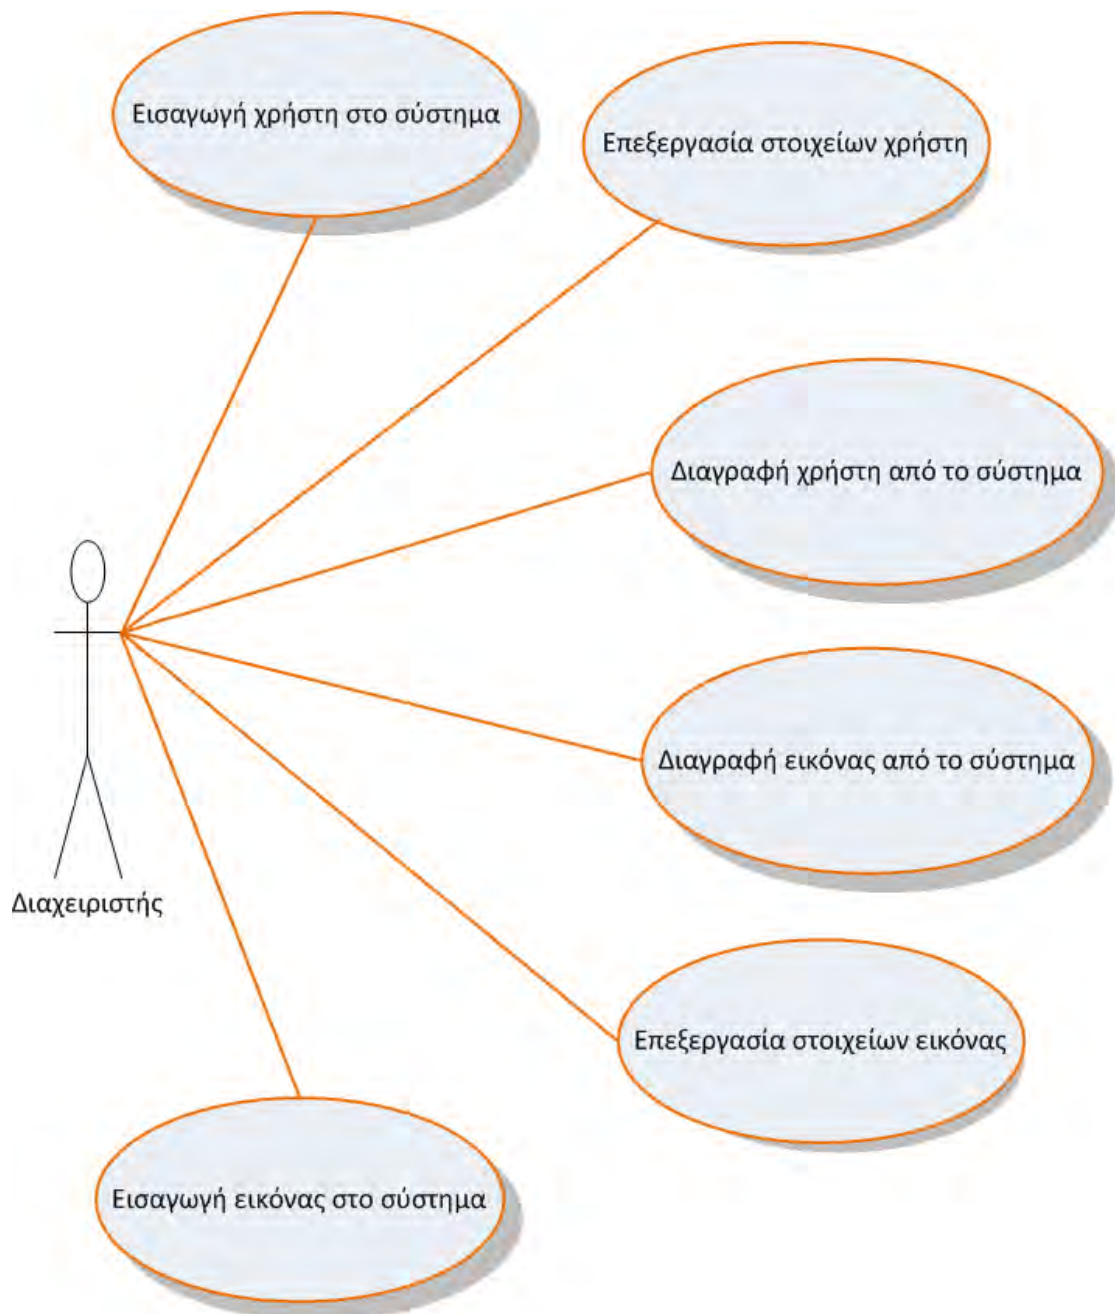 Εισαγωγή χρήστη στο σύστημα
Επεξεργασία στοιχείων χρήστη
Διαγραφή χρήστη από το σύστημα
Διαγραφή εικόνας από το σύστημα
Διαχειριστής
Επεξεργασία στοιχείων εικόνας
Εισαγωγή εικόνας στο σύστημα